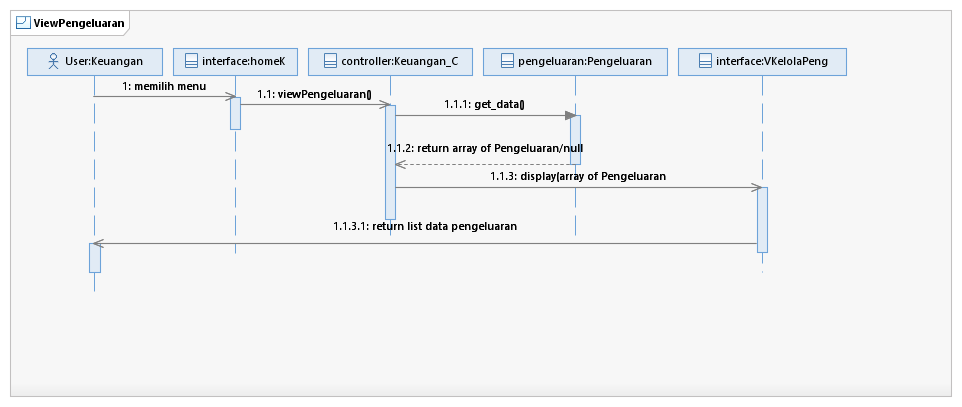 ViewPengeluaran
User:Keuangan
interface:homeK
controller:Keuangan_C
pengeluaran:Pengeluaran
interface:VKelolaPeng
1: memilih menu
1.1: viewPengeluaran()
1.1.1: get_data()
1.1.2: return array of Pengeluaran/null
1.1.3: display(array of Pengeluaran
1.1.3.1: return list data pengeluaran